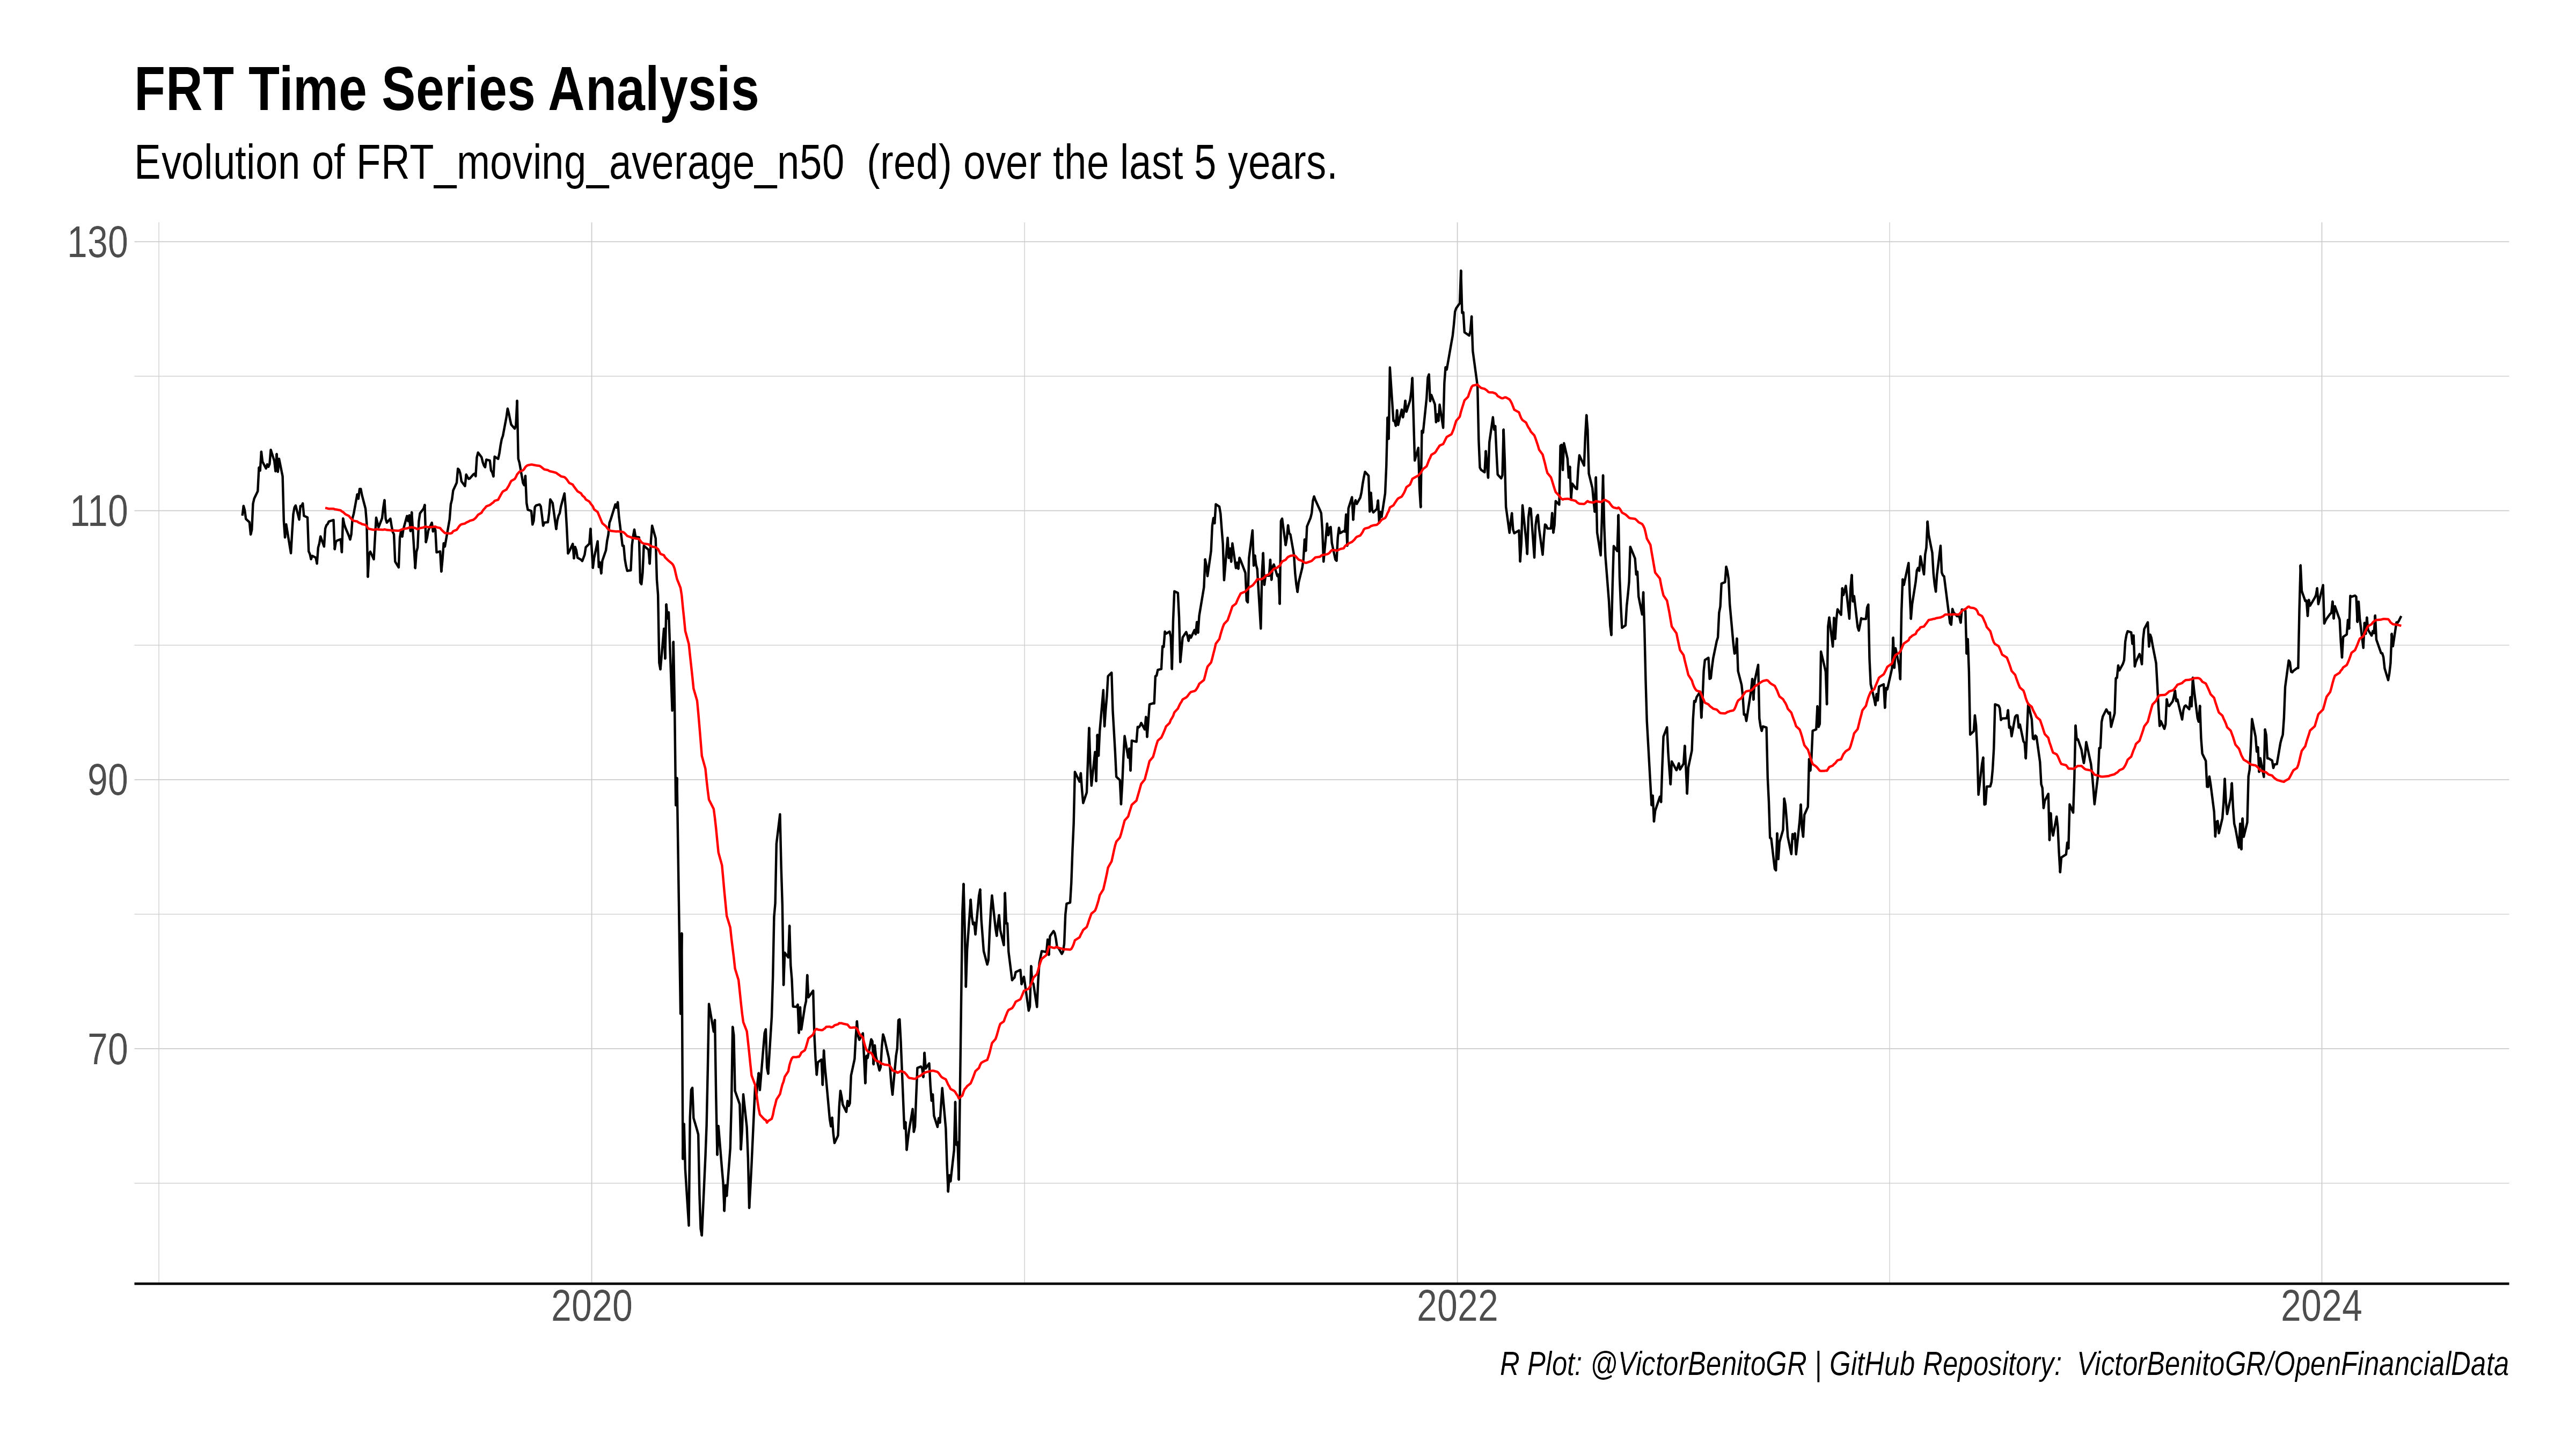 FRT Time Series Analysis
Evolution of FRT_moving_average_n50  (red) over the last 5 years.
130
110
90
70
2020 2022 2024
R Plot: @VictorBenitoGR | GitHub Repository:  VictorBenitoGR/OpenFinancialData